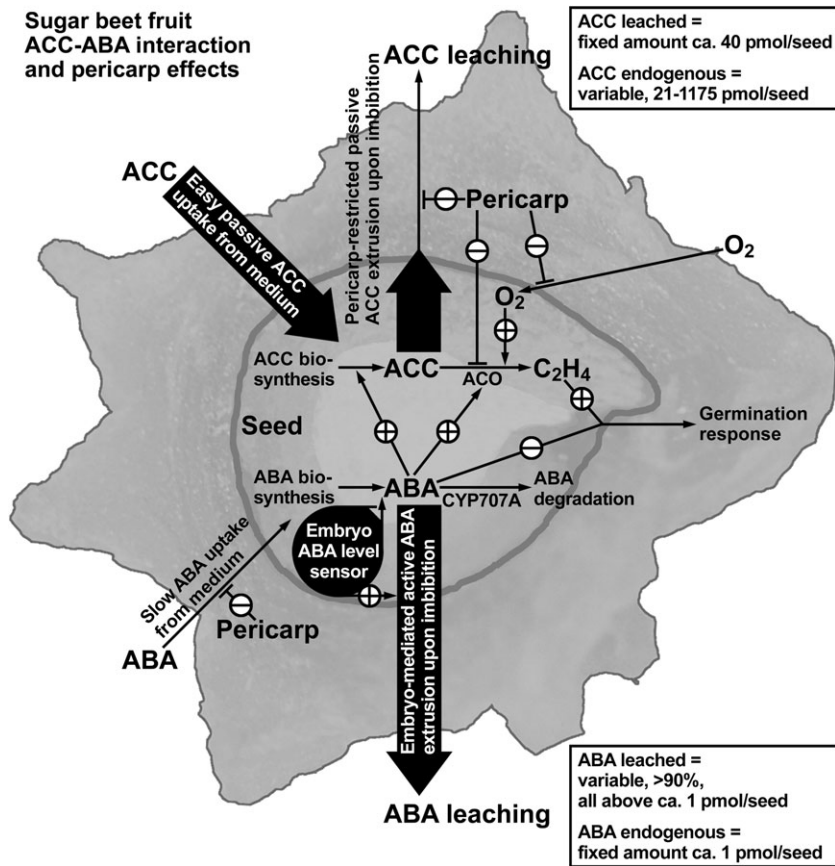 Sugar beet fruit
ACC-ABA interaction
and pericarp effects
ACC leached =
fixed amount ca. 40 pmol/seed
ACC endogenous =
variable, 21-1175 pmol/seed
ACC leaching
Pericarp-restricted passive
ACC extrusion upon imbibition
ACC
Easy passive ACC
uptake from medium
Pericarp
O2
O2
ACC bio-
synthesis
ACC
ACO
C2H4
Seed
Germination
response
ABA bio-
synthesis
ABA
CYP707A
ABA
degradation
Embryo
ABA level
sensor
Slow ABA uptake
from medium
Pericarp
ABA
Embryo-mediated active ABA
extrusion upon imbibition
ABA leaching
ABA leached =
variable, >90%,
all above ca. 1 pmol/seed
ABA endogenous =
fixed amount ca. 1 pmol/seed